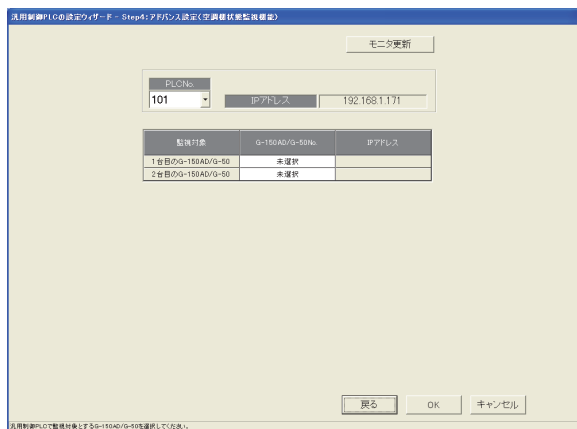 汎用制御PLCの設定ウィザード - Step4:アドバンス設定(空調機状態監視機能)
モニタ更新
PLCNo.
101
IPアドレス 192.168.1.171
監視対象 G-150AD/G-50No. IPアドレス
1台目のG-150AD/G-50 未選択
2台目のG-150AD/G-50 未選択
戻る OK キャンセル
汎用制御PLCで監視対象とするG-150AD/G-50を選択してください。